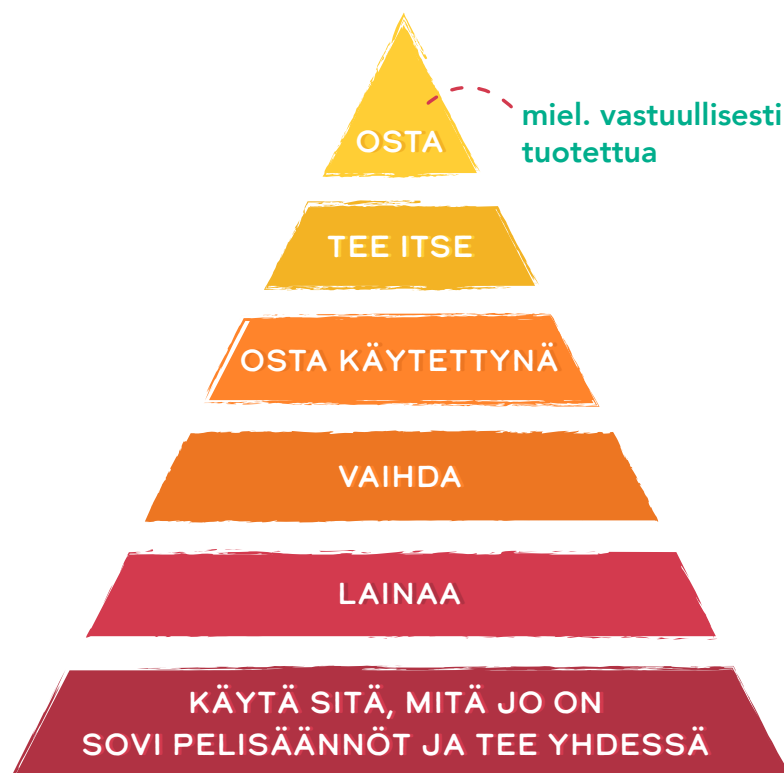 OSTA
miel. vastuullisesti
tuotettua
TEE ITSE
OSTA KÄYTETTYNÄ
VAIHDA
LAINAA
KÄYTÄ SITÄ, MITÄ JO ON
SOVI PELISÄÄNNÖT JA TEE YHDESSÄ